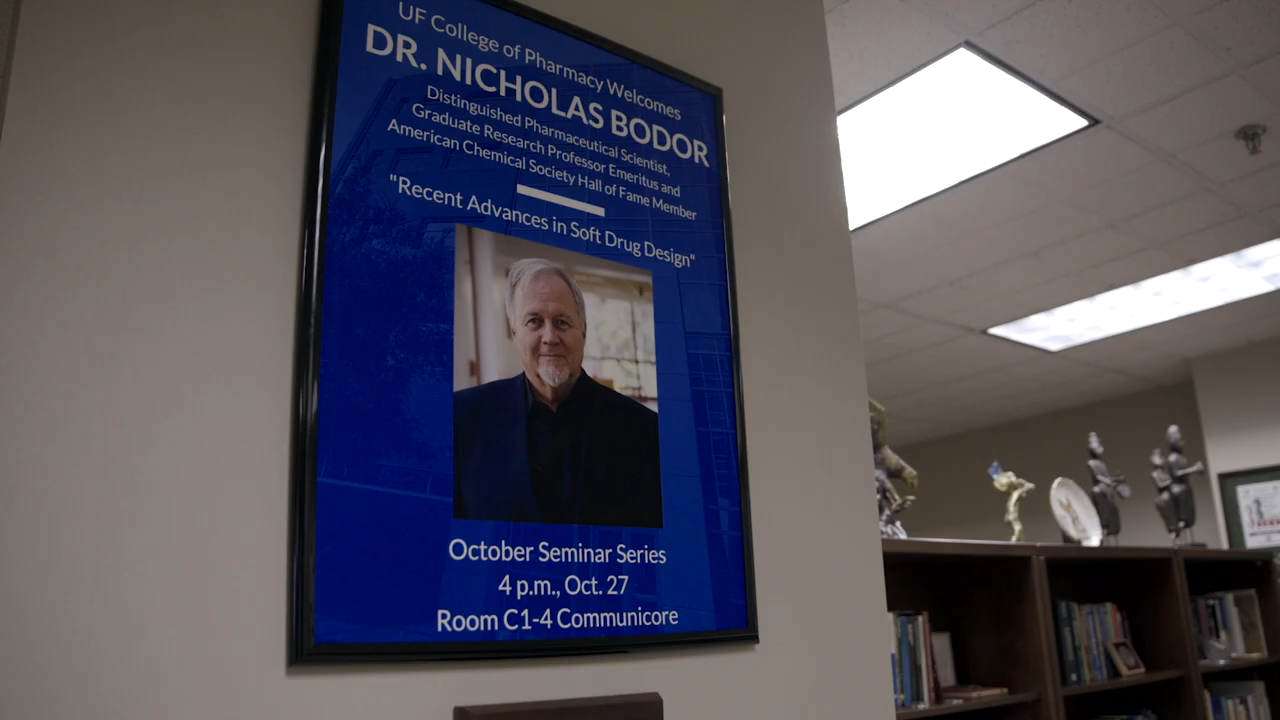 UF College of Pharmacy Welcomes
DR. NICHOLAS BODOR
Distinguished Pharmaceutical Scientist,
Graduate Research Professor Emeritus and
American Chemical Society Hall of Fame Member
"Recent Advances in Soft Drug Design"
October Seminar Series
4 p.m., Oct. 27
Room C1-4 Communicore